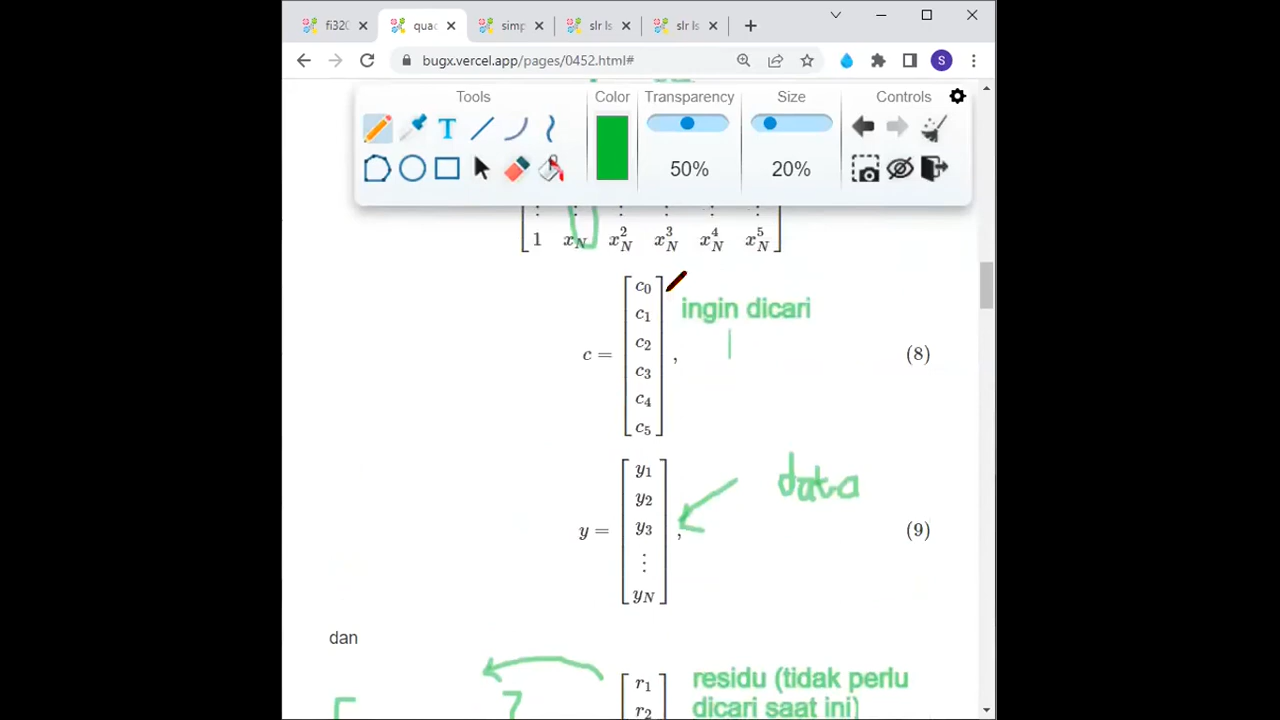 fi320
quad
simp
slr ls
slr ls
bugx.vercel.app/pages/0452.html#
S
Tools
Color
Transparency
Size
Controls
T
50%
20%
⋮ ⋮ ⋮ ⋮ ⋮ ⋮
1 x_N x_N^2 x_N^3 x_N^4 x_N^5
c_0
ingin dicari
c_1
c_2
c = , (8)
c_3
c_4
c_5
y_1
data
y_2
y_3
y = , (9)
⋮
y_N
dan
r_1
residu (tidak perlu
r_2
dicari saat ini)